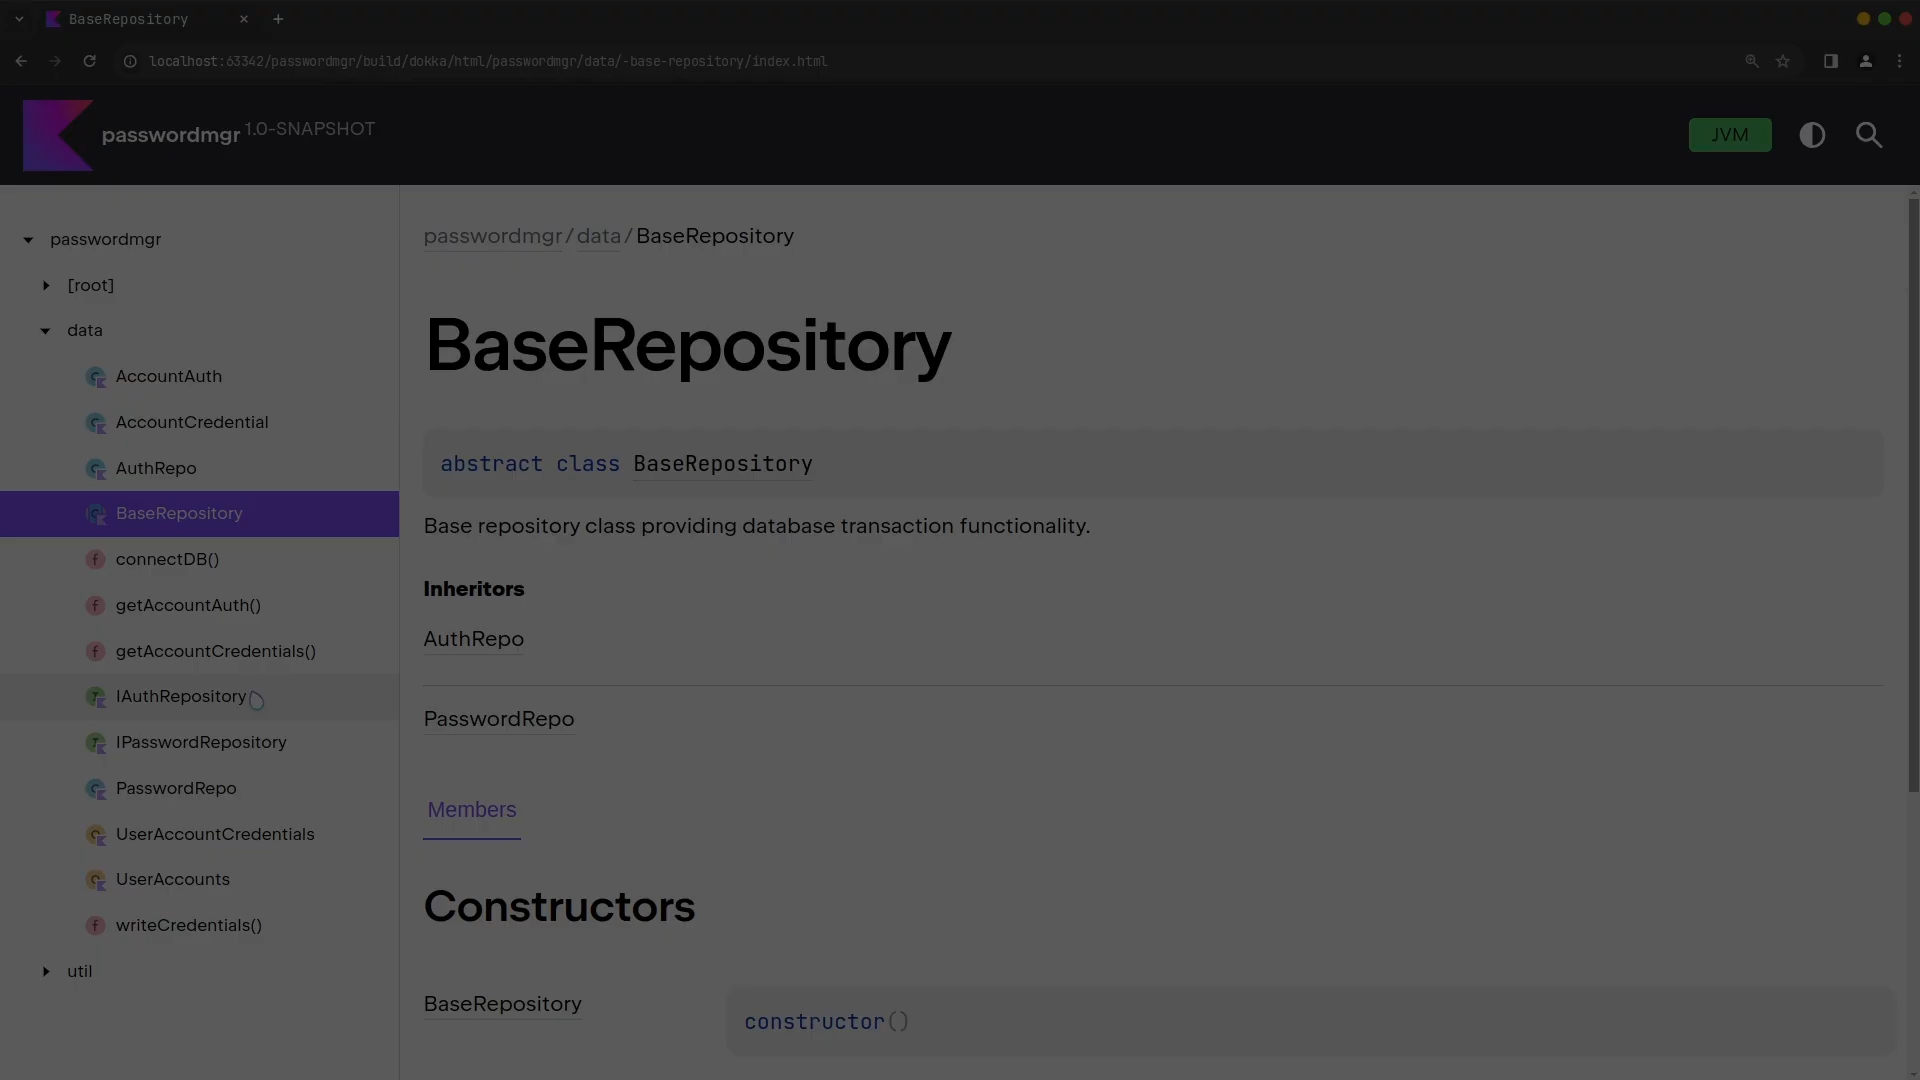 BaseRepository
localhost:63342/passwordmgr/build/dokka/html/passwordmgr/data/-base-repository/index.html
passwordmgr 1.0-SNAPSHOT
JVM
passwordmgr
[root]
data
AccountAuth
AccountCredential
AuthRepo
BaseRepository
connectDB()
getAccountAuth()
getAccountCredentials()
IAuthRepository
IPasswordRepository
PasswordRepo
UserAccountCredentials
UserAccounts
writeCredentials()
util
passwordmgr/data/BaseRepository
BaseRepository
abstract class BaseRepository
Base repository class providing database transaction functionality.
Inheritors
AuthRepo
PasswordRepo
Members
Constructors
BaseRepository
constructor()